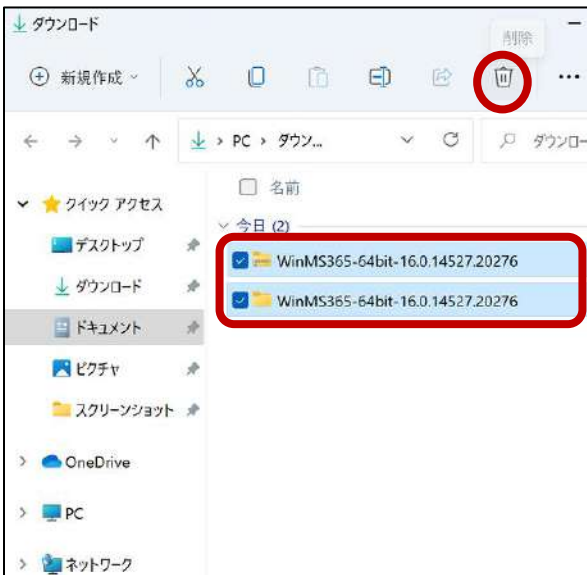 ダウンロード
削除
新規作成
PC > ダウン...
ダウンロー
名前
クイック アクセス
今日 (2)
デスクトップ
WinMS365-64bit-16.0.14527.20276
ダウンロード
WinMS365-64bit-16.0.14527.20276
ドキュメント
ピクチャ
スクリーンショット
OneDrive
PC
ネットワーク